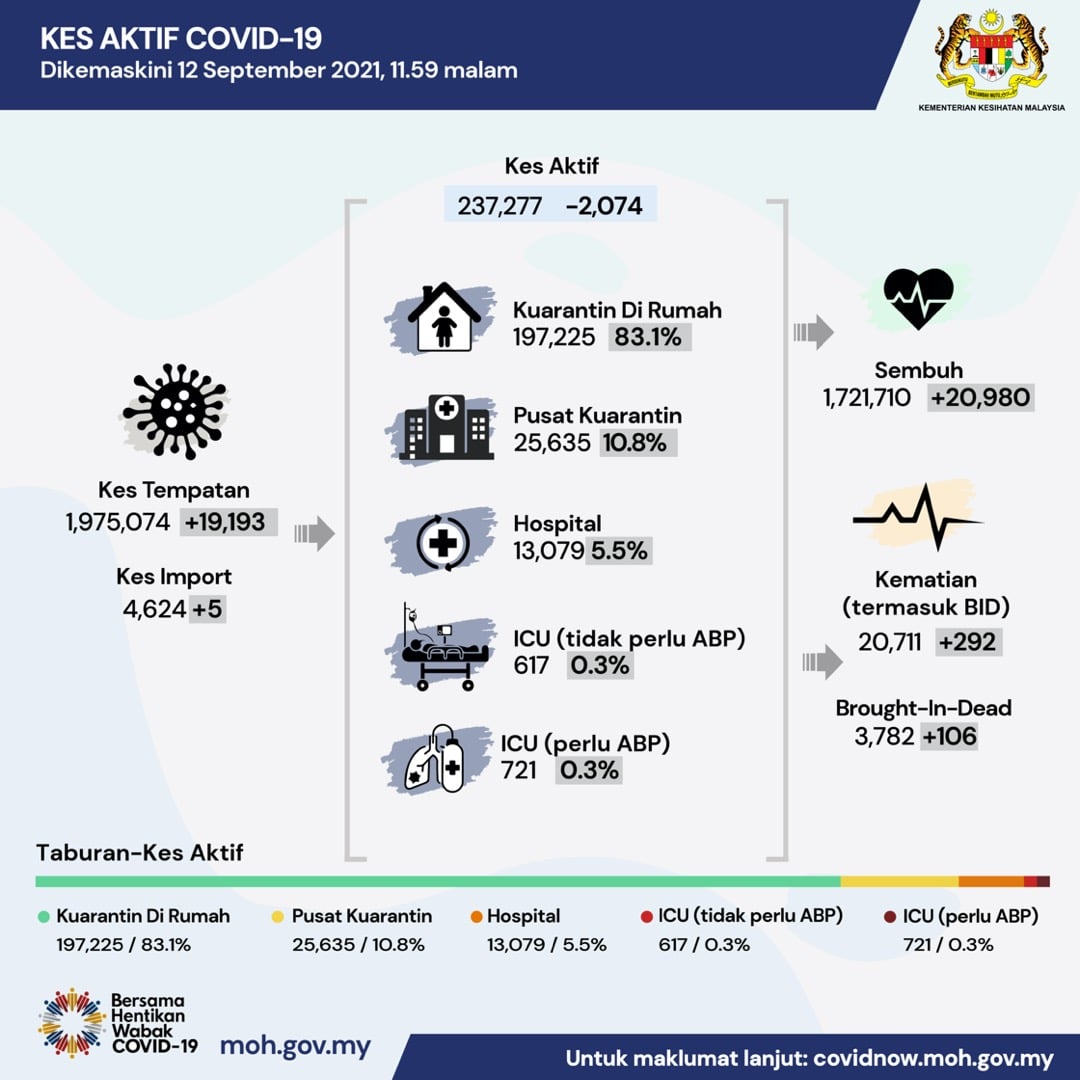 KES AKTIF COVID-19
Dikemaskini 12 September 2021, 11.59 malam
KEMENTERIAN KESIHATAN MALAYSIA
Kes Aktif
237,277 -2,074
Kes Tempatan
1,975,074 +19,193
Kes Import
4,624 +5
Kuarantin Di Rumah
197,225 83.1%
Pusat Kuarantin
25,635 10.8%
Hospital
13,079 5.5%
ICU (tidak perlu ABP)
617 0.3%
ICU (perlu ABP)
721 0.3%
Sembuh
1,721,710 +20,980
Kematian
(termasuk BID)
20,711 +292
Brought-In-Dead
3,782 +106
Taburan-Kes Aktif
Kuarantin Di Rumah
197,225 / 83.1%
Pusat Kuarantin
25,635 / 10.8%
Hospital
13,079 / 5.5%
ICU (tidak perlu ABP)
617 / 0.3%
ICU (perlu ABP)
721 / 0.3%
Bersama
Hentikan
Wabak
COVID-19
moh.gov.my
Untuk maklumat lanjut: covidnow.moh.gov.my